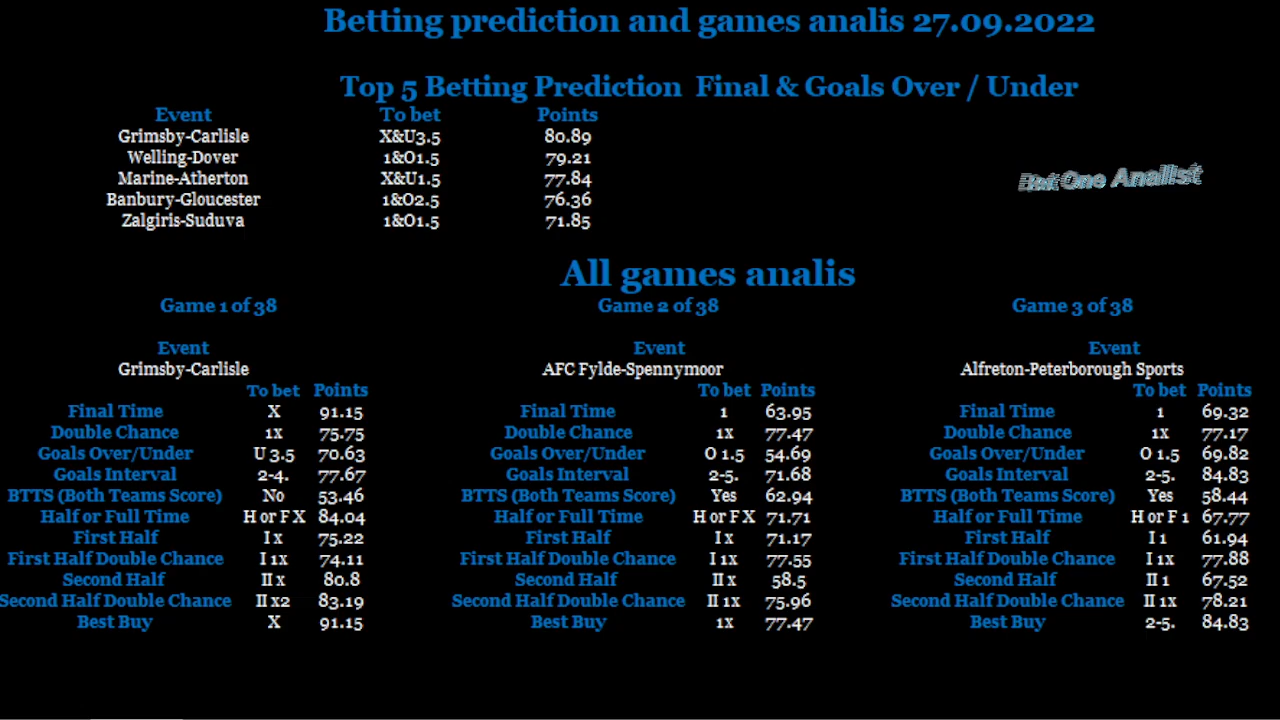 Betting prediction and games analis 27.09.2022
Top 5 Betting Prediction Final & Goals Over / Under
Event To bet Points
Grimsby-Carlisle X&U3.5 80.89
Welling-Dover 1&O1.5 79.21
Marine-Atherton X&U1.5 77.84
Banbury-Gloucester 1&O2.5 76.36
Zalgiris-Suduva 1&O1.5 71.85
Bet One Analist
All games analis
Game 1 of 38 Game 2 of 38 Game 3 of 38
Event Event Event
Grimsby-Carlisle AFC Fylde-Spennymoor Alfreton-Peterborough Sports
To bet Points To bet Points To bet Points
Final Time X 91.15 Final Time 1 63.95 Final Time 1 69.32
Double Chance 1x 75.75 Double Chance 1x 77.47 Double Chance 1x 77.17
Goals Over/Under U 3.5 70.63 Goals Over/Under O 1.5 54.69 Goals Over/Under O 1.5 69.82
Goals Interval 2-4. 77.67 Goals Interval 2-5. 71.68 Goals Interval 2-5. 84.83
BTTS (Both Teams Score) No 53.46 BTTS (Both Teams Score) Yes 62.94 BTTS (Both Teams Score) Yes 58.44
Half or Full Time H or F X 84.04 Half or Full Time H or F X 71.71 Half or Full Time H or F 1 67.77
First Half I x 75.22 First Half I x 71.17 First Half I 1 61.94
First Half Double Chance I 1x 74.11 First Half Double Chance I 1x 77.55 First Half Double Chance I 1x 77.88
Second Half II x 80.8 Second Half II x 58.5 Second Half II 1 67.52
Second Half Double Chance II x2 83.19 Second Half Double Chance II 1x 75.96 Second Half Double Chance II 1x 78.21
Best Buy X 91.15 Best Buy 1x 77.47 Best Buy 2-5. 84.83